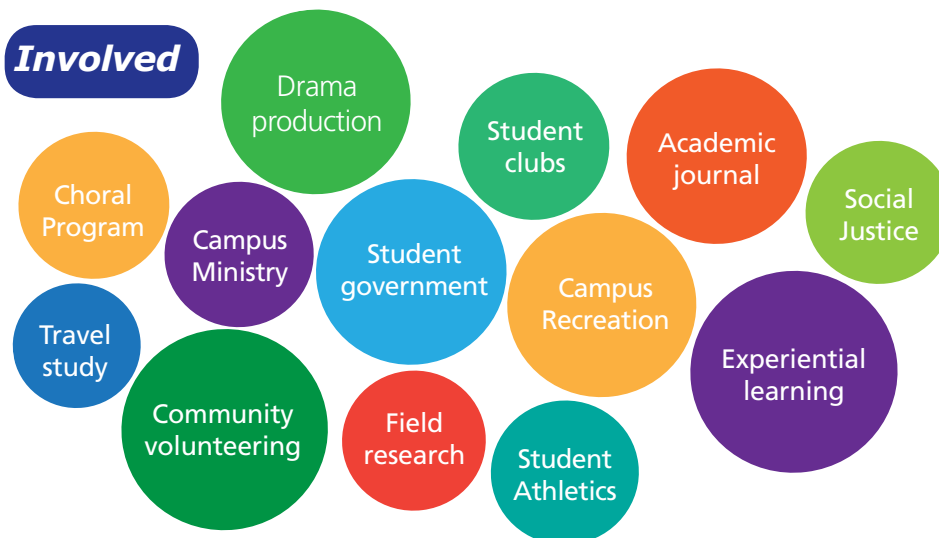 Involved
Drama
production
Student
clubs
Academic
journal
Choral
Program
Campus
Ministry
Student
government
Social
Justice
Campus
Recreation
Travel
study
Experiential
learning
Community
volunteering
Field
research
Student
Athletics